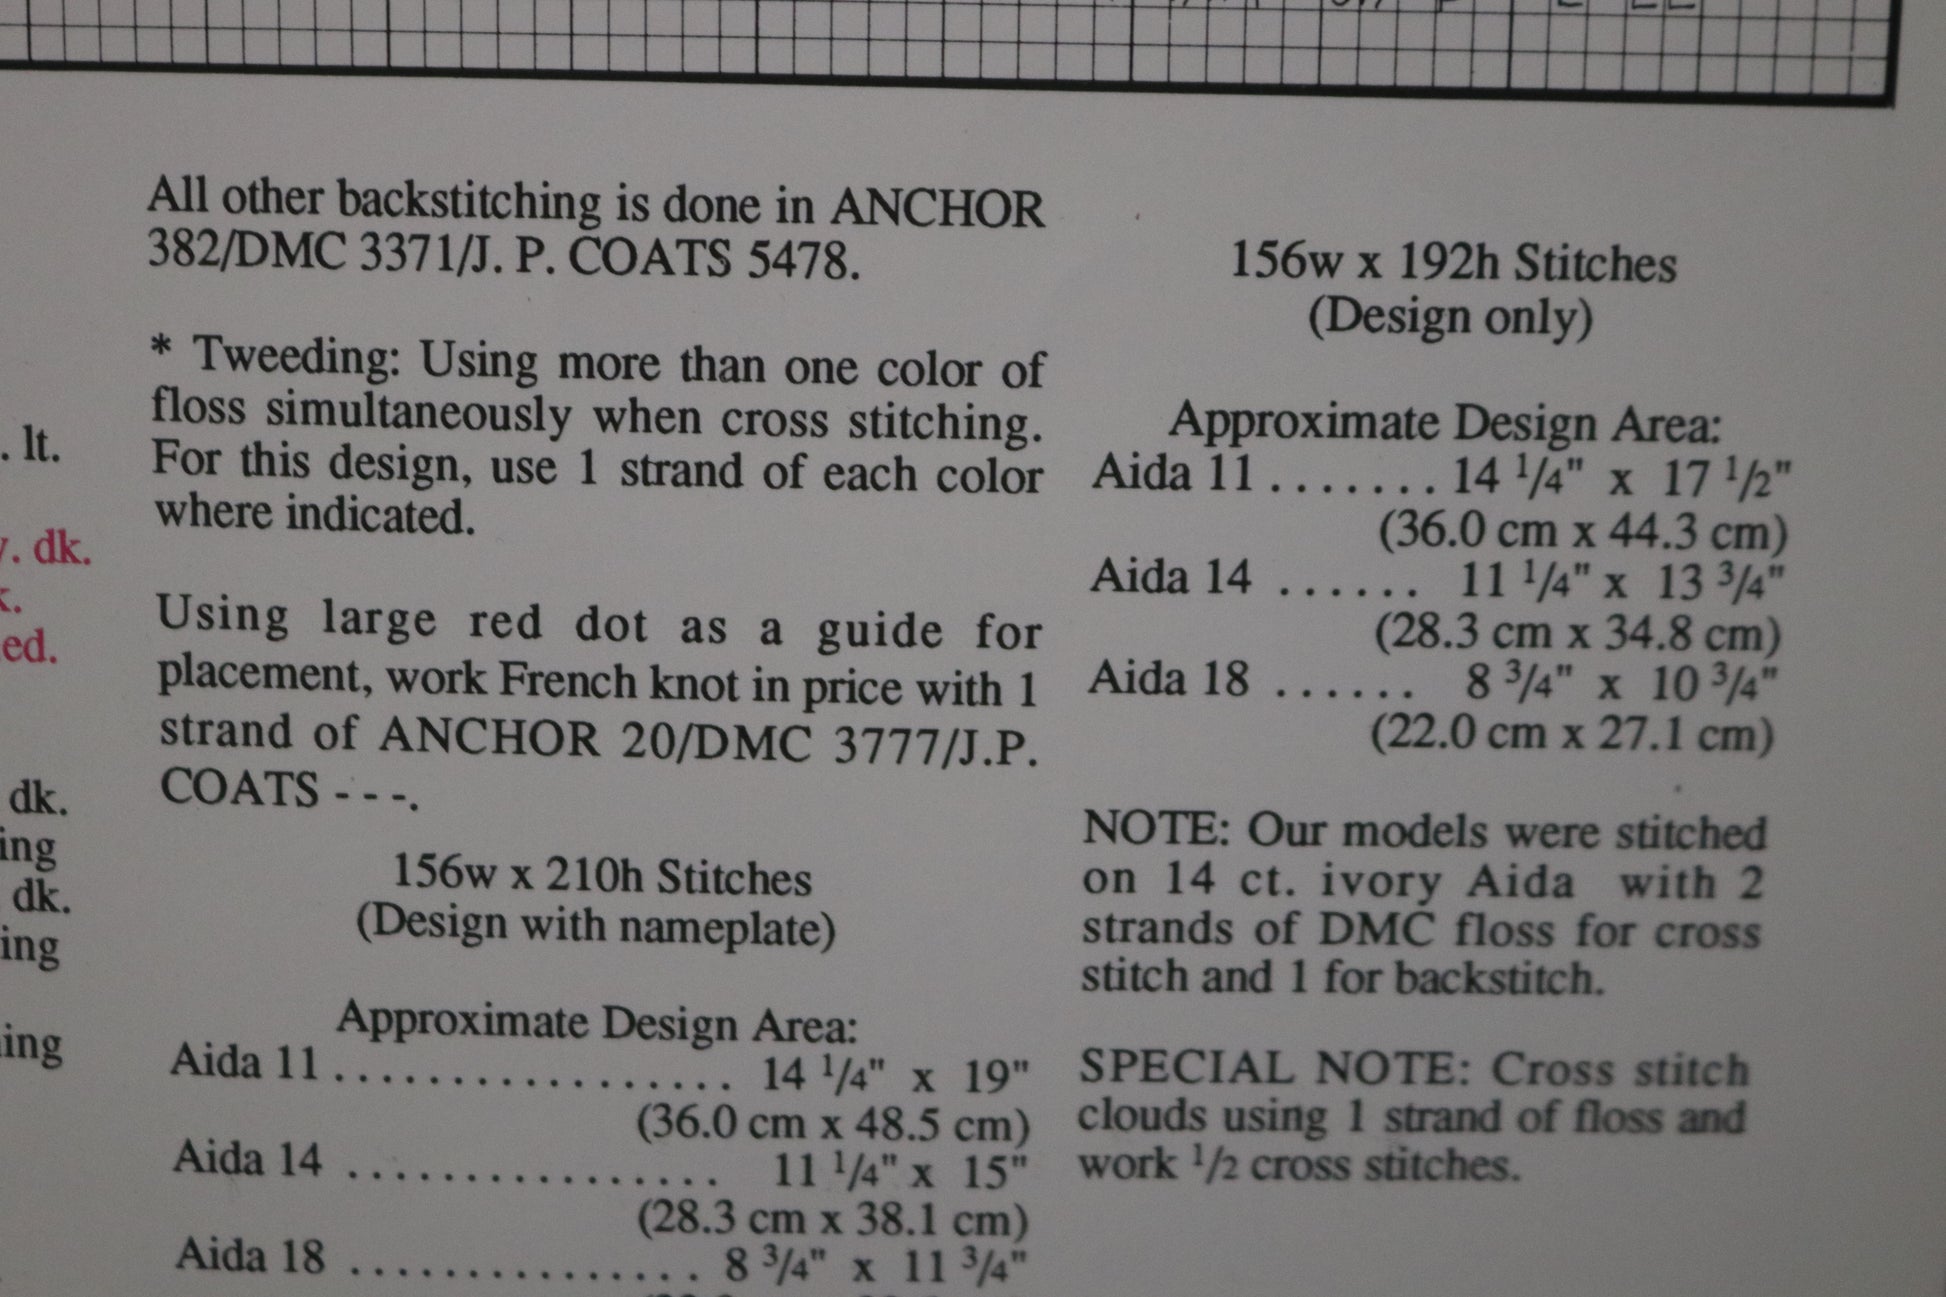 . lt.
. dk.
ed.
dk.
ing
dk.
ing
ing
All other backstitching is done in ANCHOR
382/DMC 3371/J. P. COATS 5478.
* Tweeding: Using more than one color of
floss simultaneously when cross stitching.
For this design, use 1 strand of each color
where indicated.
Using large red dot as a guide for
placement, work French knot in price with 1
strand of ANCHOR 20/DMC 3777/J.P.
COATS - - -.
156w x 210h Stitches
(Design with nameplate)
Approximate Design Area:
Aida 11 . . . . . . . . . . . . . . . . . 14 1/4" x 19"
(36.0 cm x 48.5 cm)
Aida 14 . . . . . . . . . . . . . . . . 11 1/4" x 15"
(28.3 cm x 38.1 cm)
Aida 18 . . . . . . . . . . . . . . . 8 3/4" x 11 3/4"
156w x 192h Stitches
(Design only)
Approximate Design Area:
Aida 11 . . . . . . . 14 1/4" x 17 1/2"
(36.0 cm x 44.3 cm)
Aida 14 . . . . . . 11 1/4" x 13 3/4"
(28.3 cm x 34.8 cm)
Aida 18 . . . . . . 8 3/4" x 10 3/4"
(22.0 cm x 27.1 cm)
NOTE: Our models were stitched
on 14 ct. ivory Aida with 2
strands of DMC floss for cross
stitch and 1 for backstitch.
SPECIAL NOTE: Cross stitch
clouds using 1 strand of floss and
work 1/2 cross stitches.